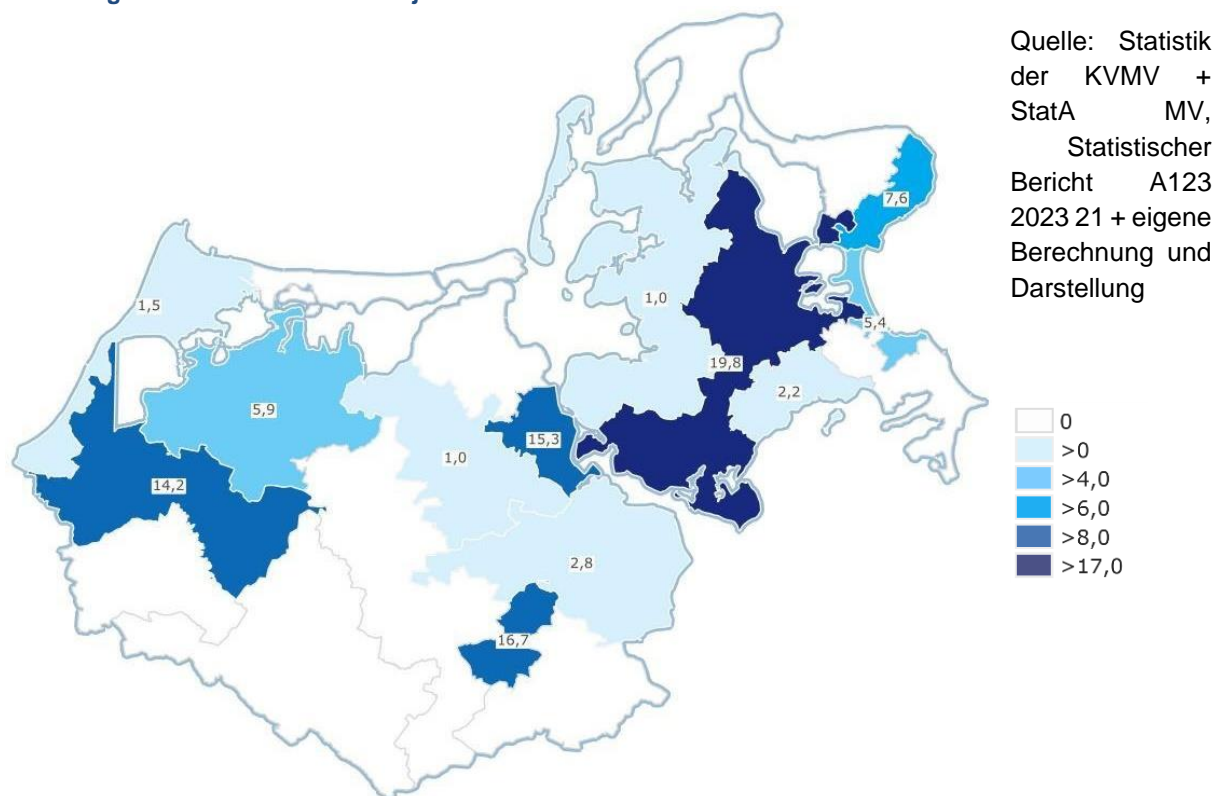 Quelle: Statistik
der KVMV +
StatA MV,
Statistischer
Bericht A123
2023 21 + eigene
Berechnung und
Darstellung
7,6
1,5
1,0
5,4
19,8
2,2
5,9
15,3
1,0
14,2
2,8
16,7
0
>0
>4,0
>6,0
>8,0
>17,0